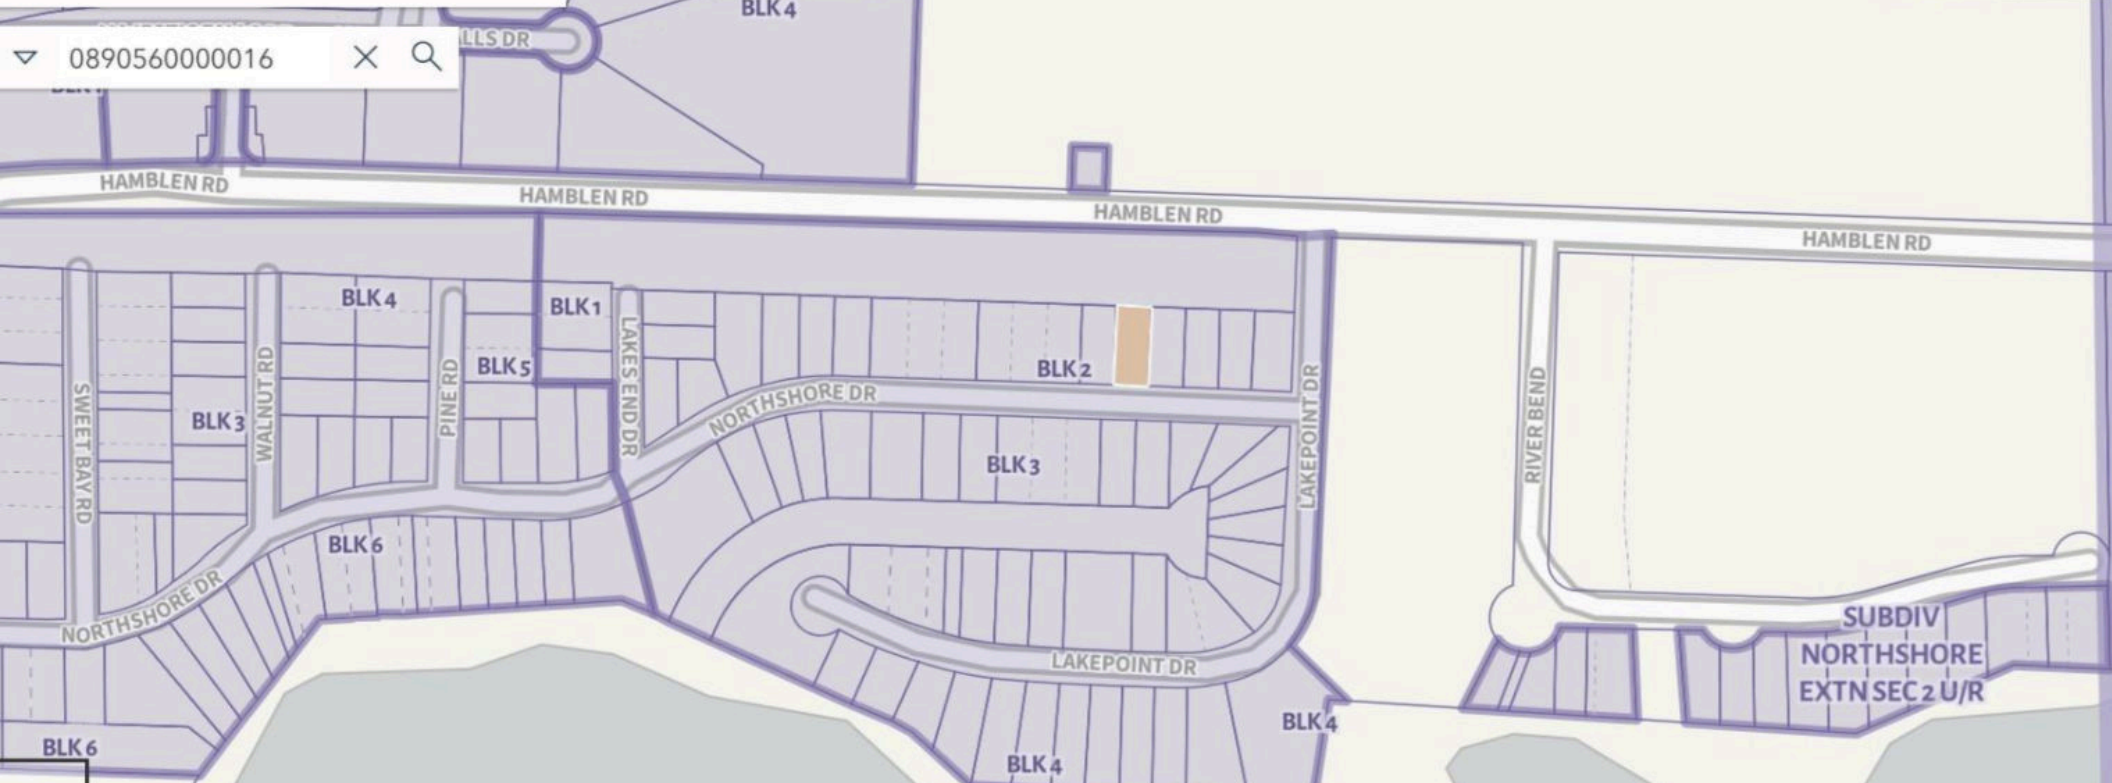 BLK 4
LLS DR
0890560000016
HAMBLEN RD
HAMBLEN RD
HAMBLEN RD
HAMBLEN RD
BLK 4
BLK 1
BLK 5
BLK 3
BLK 2
BLK 3
SWEET BAY RD
WALNUT RD
PINE RD
LAKES END DR
NORTHSHORE DR
LAKEPOINT DR
RIVER BEND
BLK 6
NORTHSHORE DR
LAKEPOINT DR
SUBDIV
NORTHSHORE
EXTN SEC 2 U/R
BLK 4
BLK 6
BLK 4